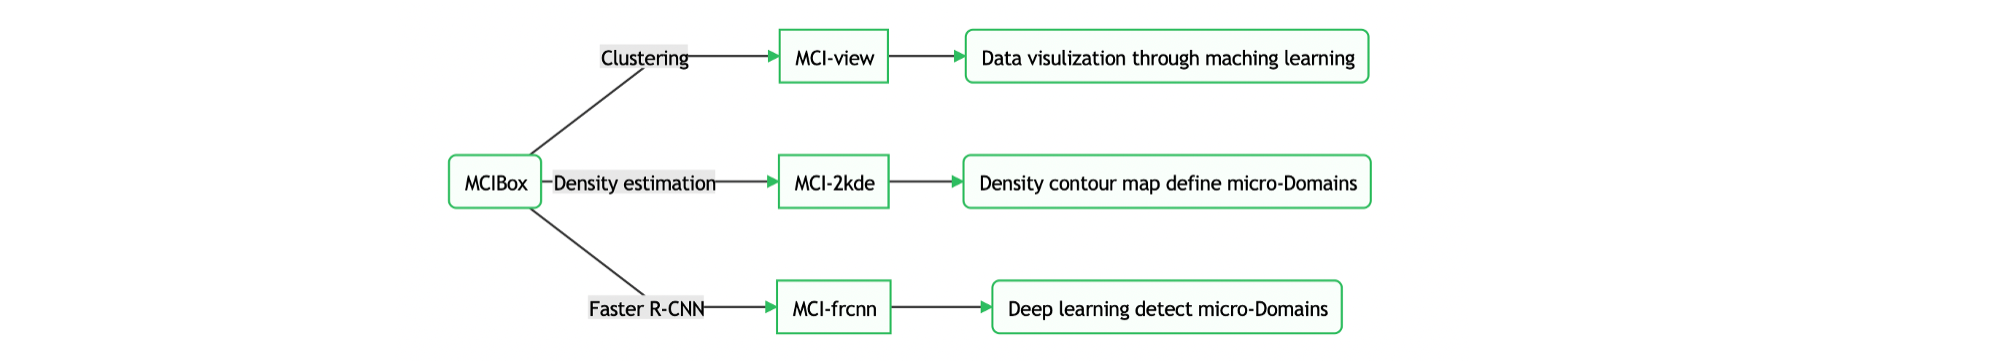 Clustering
MCI-view
Data visulization through maching learning
MCIBox
Density estimation
MCI-2kde
Density contour map define micro-Domains
Faster R-CNN
MCI-frcnn
Deep learning detect micro-Domains